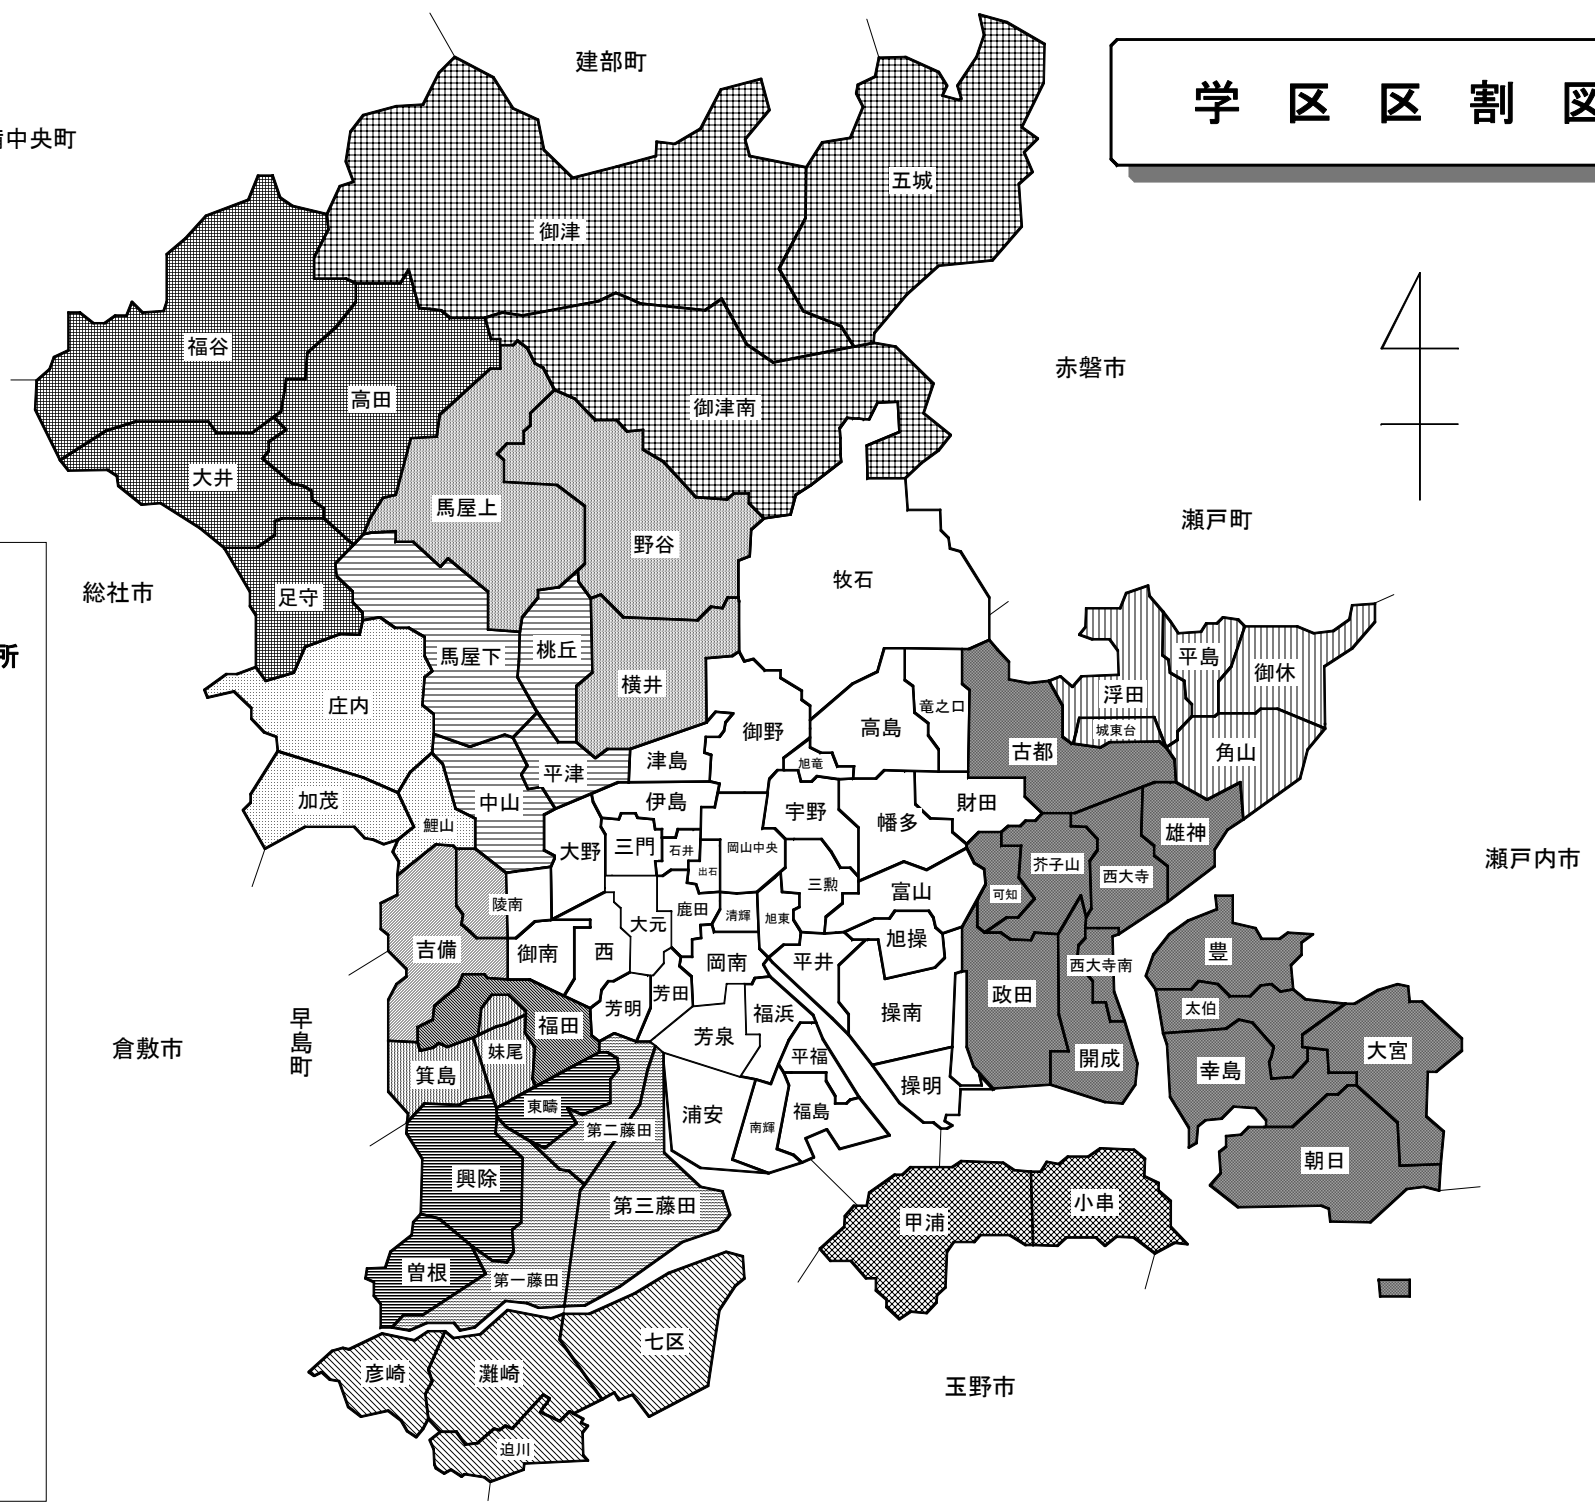 建部町
学区区割図
中央町
五城
御津
福谷
赤磐市
高田
御津南
大井
馬屋上
瀬戸町
野谷
牧石
総社市
足守
所
馬屋下
桃丘
平島
御休
横井
浮田
庄内
竜之口
高島
城東台
御野
古都
角山
津島
旭竜
平津
加茂
中山
伊島
宇野
財田
鯉山
幡多
雄神
大野
三門
石井
岡山中央
瀬戸内市
芥子山
出石
西大寺
三勲
富山
可知
陵南
鹿田
清輝
旭東
大元
旭操
吉備
御南
西
岡南
平井
西大寺南
豊
芳田
政田
芳明
太伯
福浜
操南
福田
芳泉
早島町
倉敷市
妹尾
平福
開成
大宮
箕島
幸島
操明
東疇
浦安
福島
南輝
第二藤田
朝日
興除
第三藤田
甲浦
小串
曽根
第一藤田
七区
彦崎
灘崎
玉野市
迫川